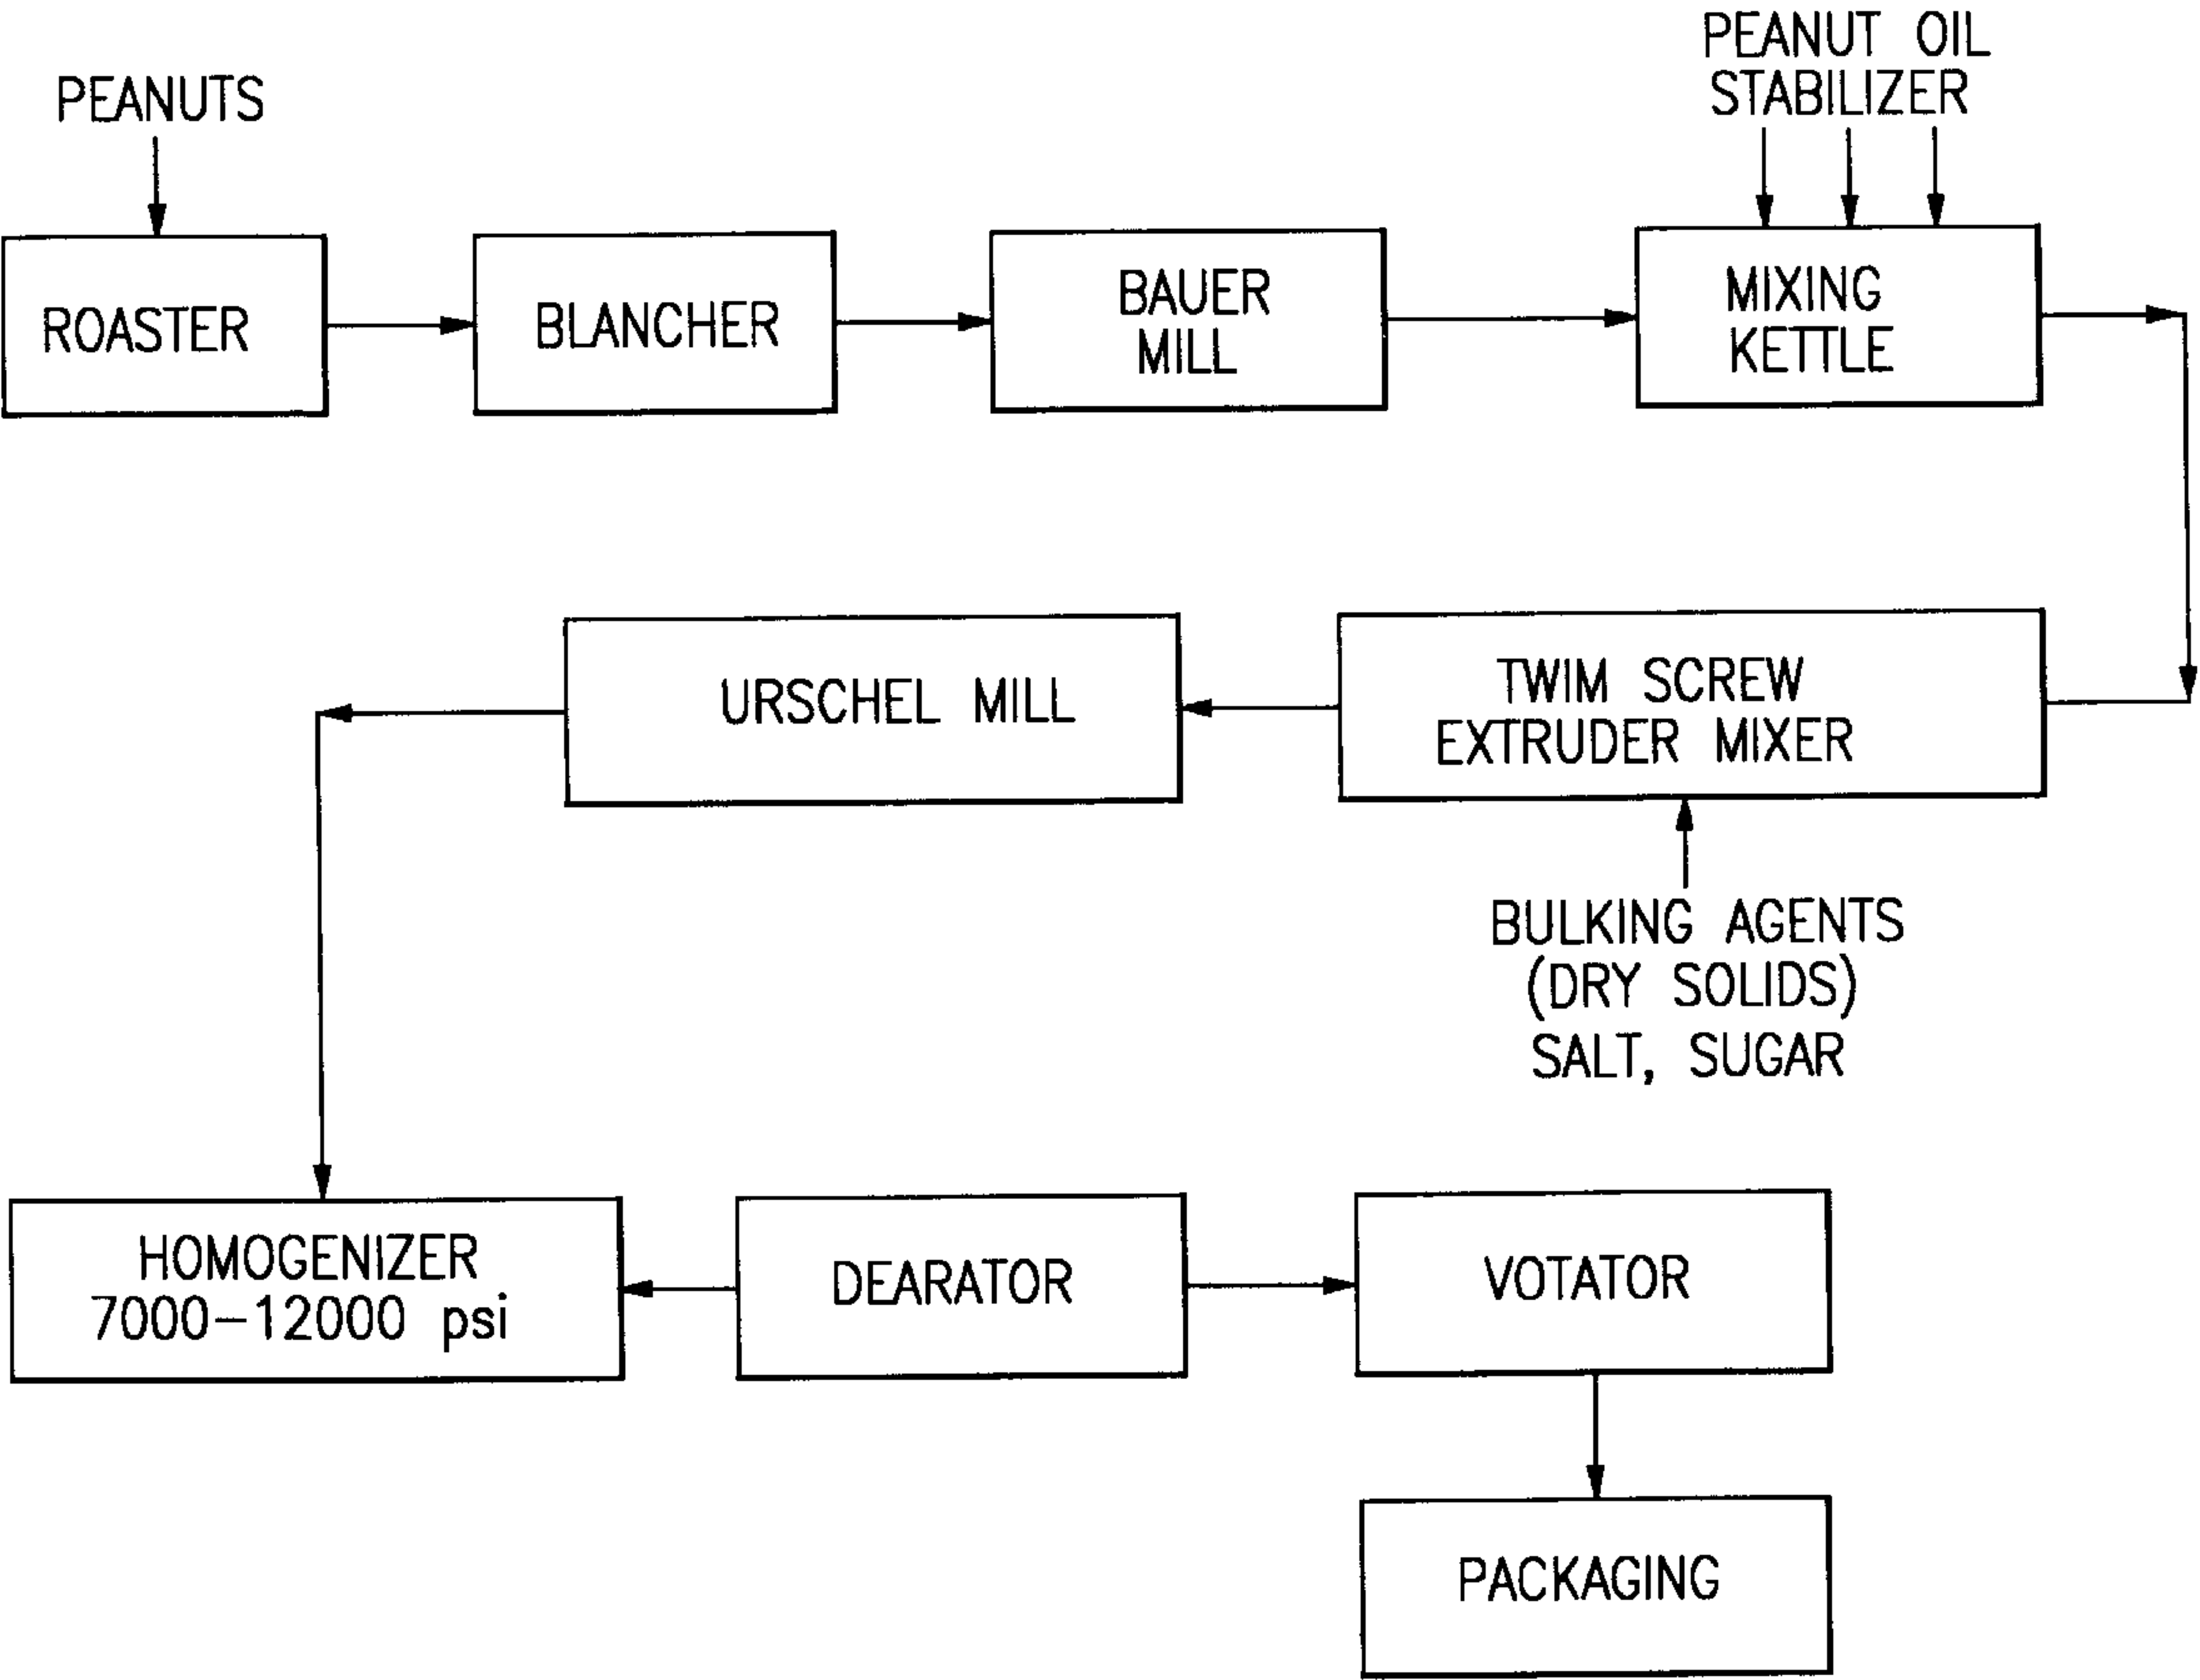 PEANUT OIL
STABILIZER
PEANUTS
ROASTER
BLANCHER
BAUER
MILL
MIXING
KETTLE
TWIM SCREW
EXTRUDER MIXER
URSCHEL MILL
BULKING AGENTS
(DRY SOLIDS)
SALT, SUGAR
HOMOGENIZER
7000-12000 psi
DEARATOR
VOTATOR
PACKAGING